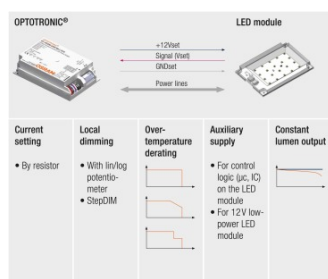 OPTOTRONIC®
LED module
+12Vset
Signal (Vset)
GNDset
Power lines
Current
setting
• By resistor
Local
dimming
• With lin/log
potentio-
meter
• StepDIM
Over-
temperature
derating
Auxiliary
supply
• For control
logic (µc, IC)
on the LED
module
• For 12V low-
power LED
module
Constant
lumen output